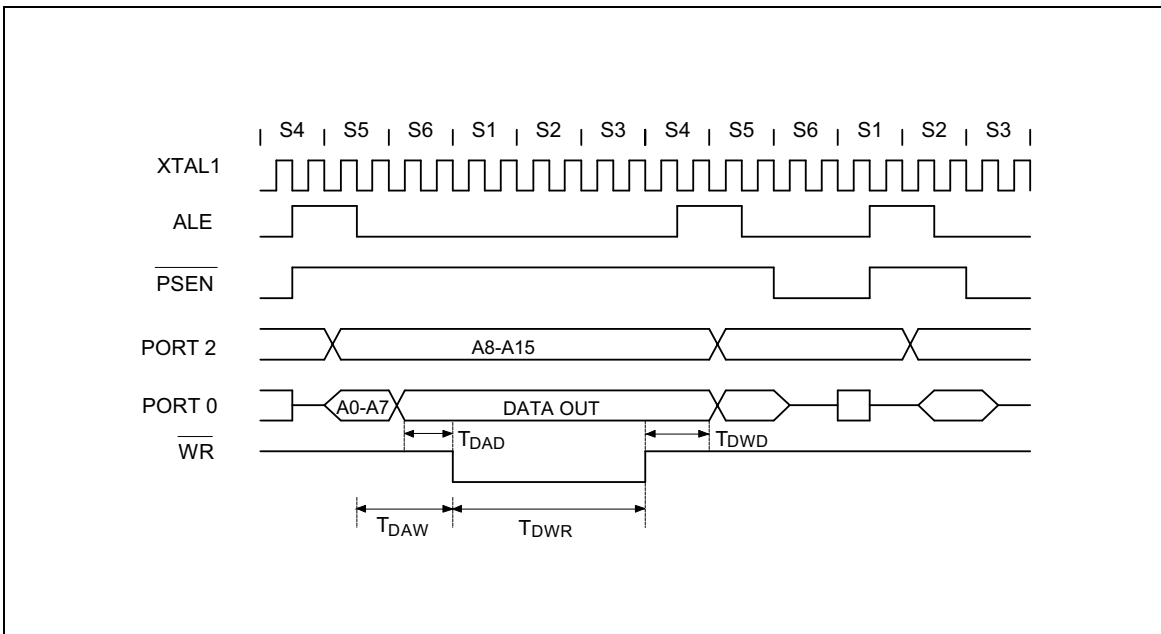 S4 S5 S6 S1 S2 S3 S4 S5 S6 S1 S2 S3
XTAL1
ALE
PSEN
PORT 2 A8-A15
PORT 0 A0-A7 DATA OUT
WR TDAD TDWD
TDAW TDWR